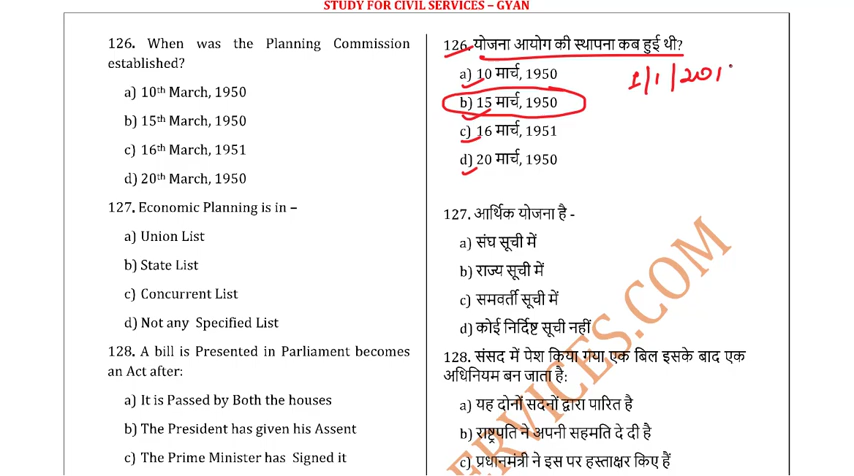 STUDY FOR CIVIL SERVICES – GYAN
126. When was the Planning Commission
established?
a) 10th March, 1950
b) 15th March, 1950
c) 16th March, 1951
d) 20th March, 1950
127. Economic Planning is in –
a) Union List
b) State List
c) Concurrent List
d) Not any Specified List
128. A bill is Presented in Parliament becomes
an Act after:
a) It is Passed by Both the houses
b) The President has given his Assent
c) The Prime Minister has Signed it
126. योजना आयोग की स्थापना कब हुई थी?
a) 10 मार्च, 1950
1/1/201
b) 15 मार्च, 1950
c) 16 मार्च, 1951
d) 20 मार्च, 1950
127. आर्थिक योजना है -
a) संघ सूची में
b) राज्य सूची में
c) समवर्ती सूची में
d) कोई निर्दिष्ट सूची नहीं
128. संसद में पेश किया गया एक बिल इसके बाद एक
अधिनियम बन जाता है:
a) यह दोनों सदनों द्वारा पारित है
b) राष्ट्रपति ने अपनी सहमति दे दी है
c) प्रधानमंत्री ने इस पर हस्ताक्षर किए हैं
SERVICES.COM